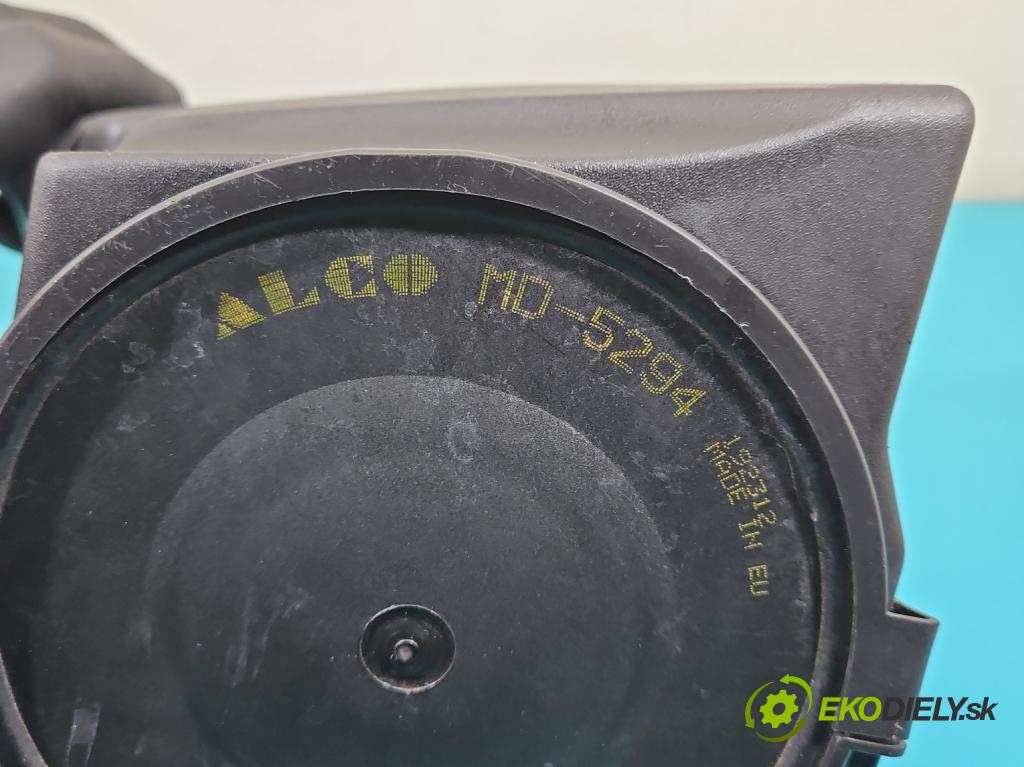 ALCO MD-5294
192312
MADE IN EU
EKODIELY.sk